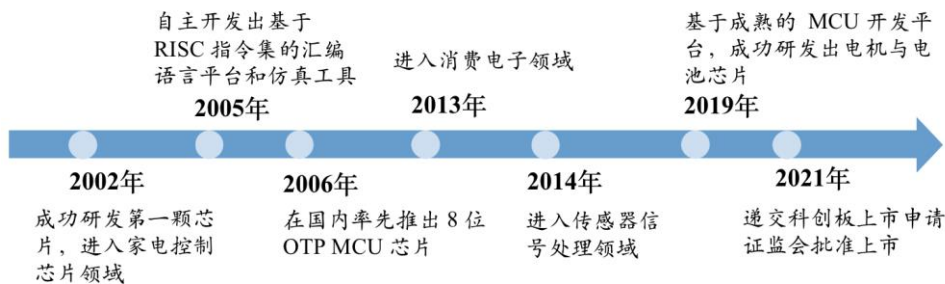 自主开发出基于
RISC 指令集的汇编
语言平台和仿真工具
2005年
进入消费电子领域
2013年
基于成熟的 MCU 开发平
台，成功研发出电机与电
池芯片
2019年
2002年
成功研发第一颗芯
片，进入家电控制
芯片领域
2006年
在国内率先推出 8 位
OTP MCU 芯片
2014年
进入传感器信
号处理领域
2021年
递交科创板上市申请
证监会批准上市